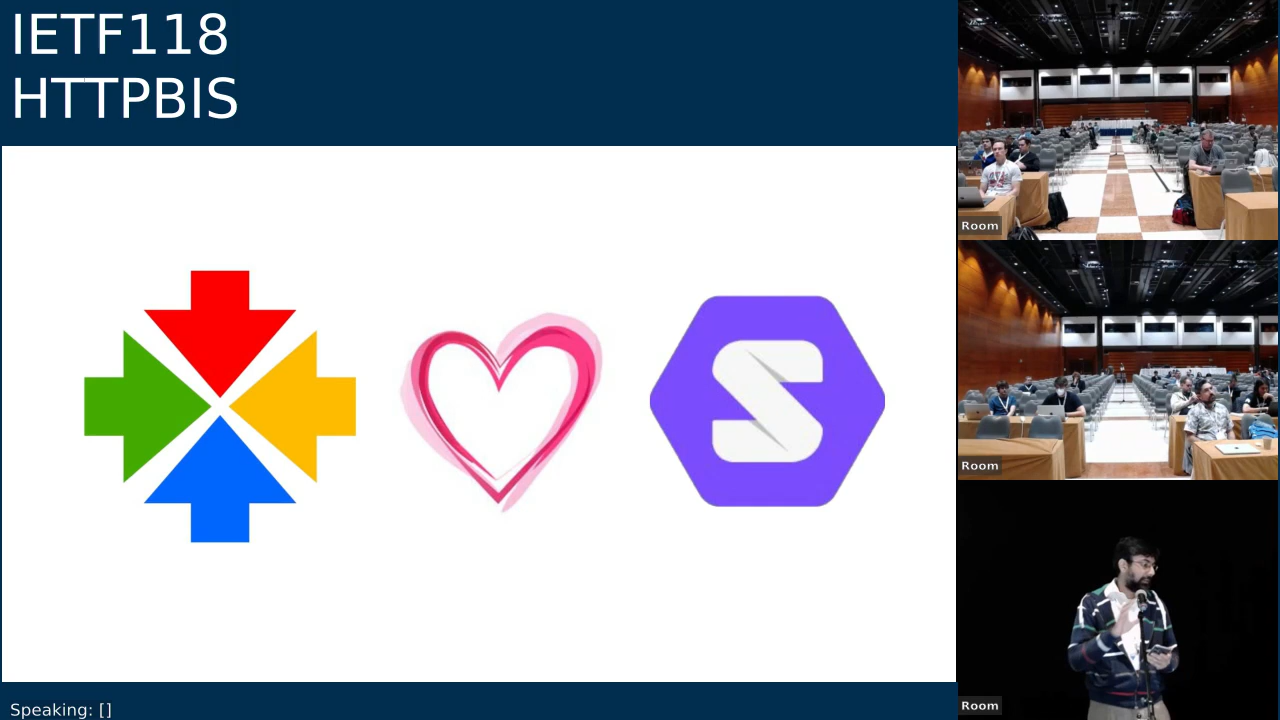 IETF118
HTTPBIS
S
Room
Room
Room
Speaking: []